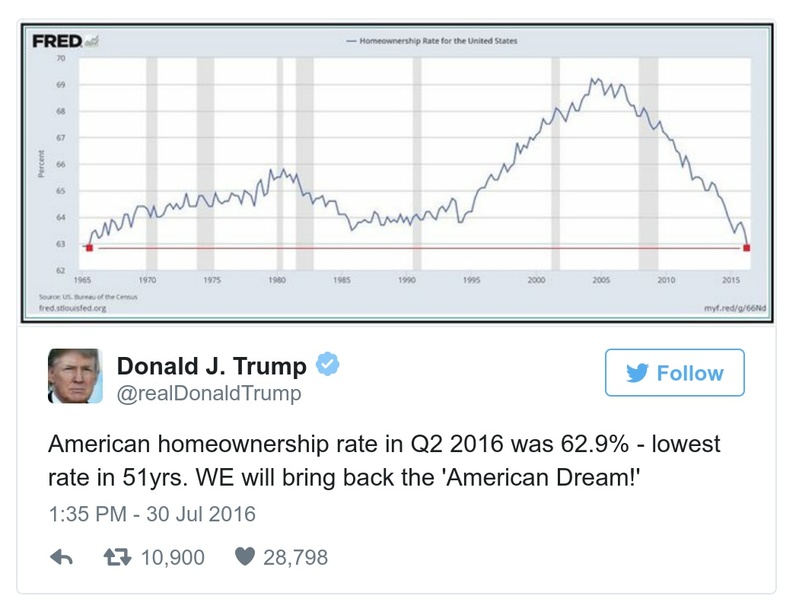 FRED
— Homeownership Rate for the United States
70
69
68
67
66
65
64
63
62
Percent
1965 1970 1975 1980 1985 1990 1995 2000 2005 2010 2015
Source: US. Bureau of the Census
fred.stlouisfed.org
myf.red/g/66Nd
Donald J. Trump
@realDonaldTrump
Follow
American homeownership rate in Q2 2016 was 62.9% - lowest
rate in 51yrs. WE will bring back the 'American Dream!'
1:35 PM - 30 Jul 2016
10,900 28,798